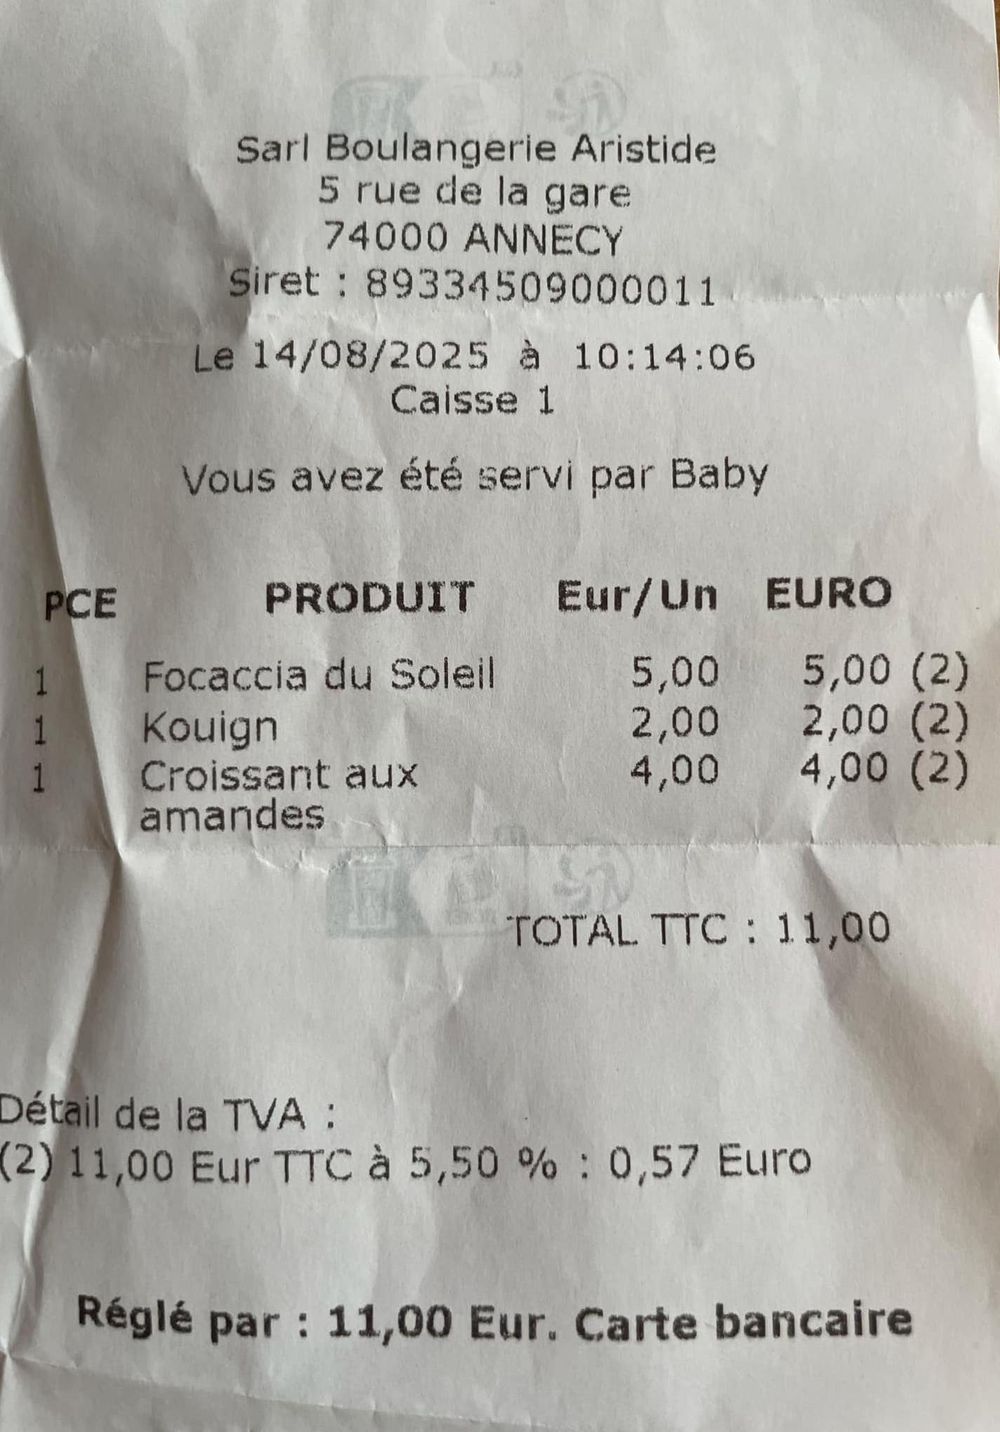 Sarl Boulangerie Aristide
5 rue de la gare
74000 ANNECY
Siret : 89334509000011
Le 14/08/2025 à 10:14:06
Caisse 1
Vous avez été servi par Baby
PCE PRODUIT Eur/Un EURO
1 Focaccia du Soleil 5,00 5,00 (2)
1 Kouign 2,00 2,00 (2)
1 Croissant aux 4,00 4,00 (2)
amandes
TOTAL TTC : 11,00
Détail de la TVA :
(2) 11,00 Eur TTC à 5,50 % : 0,57 Euro
Réglé par : 11,00 Eur. Carte bancaire